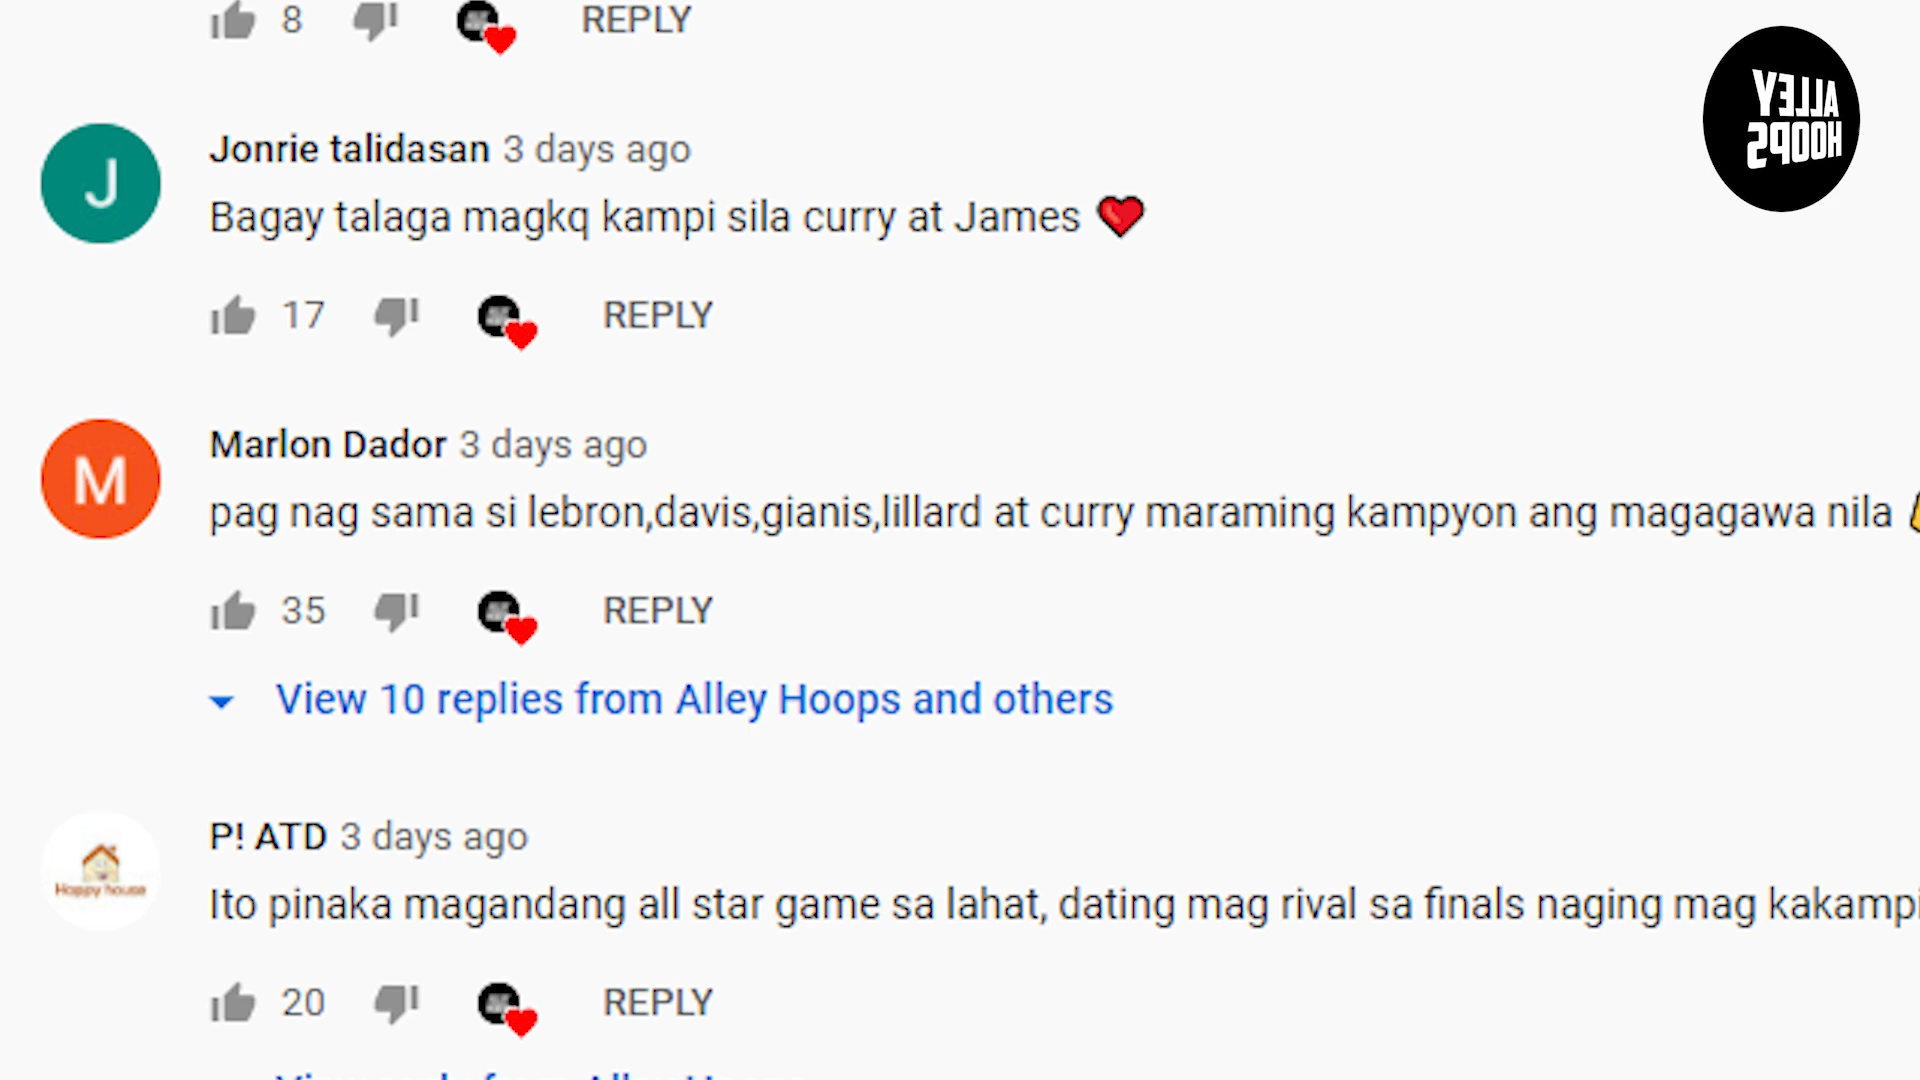 8 REPLY
ALLEY
HOOPS
J
Jonrie talidasan 3 days ago
Bagay talaga magkq kampi sila curry at James
17 REPLY
M
Marlon Dador 3 days ago
pag nag sama si lebron,davis,gianis,lillard at curry maraming kampyon ang magagawa nila
35 REPLY
View 10 replies from Alley Hoops and others
P! ATD 3 days ago
Happy house
Ito pinaka magandang all star game sa lahat, dating mag rival sa finals naging mag kakampi
20 REPLY